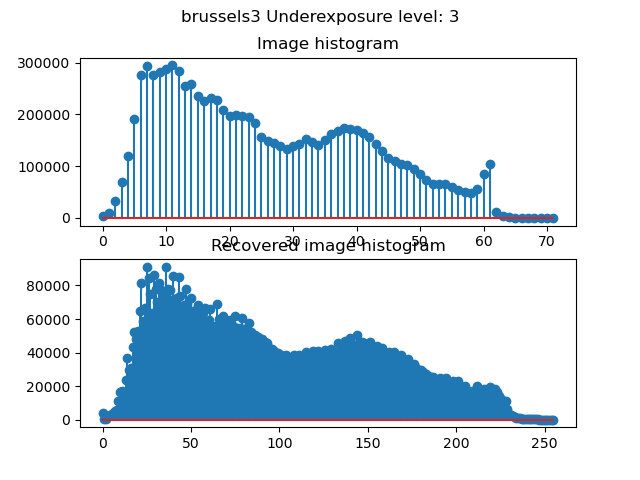 brussels3 Underexposure level: 3
Image histogram
300000
200000
100000
0
0 10 20 30 40 50 60 70
Recovered image histogram
80000
60000
40000
20000
0
0 50 100 150 200 250